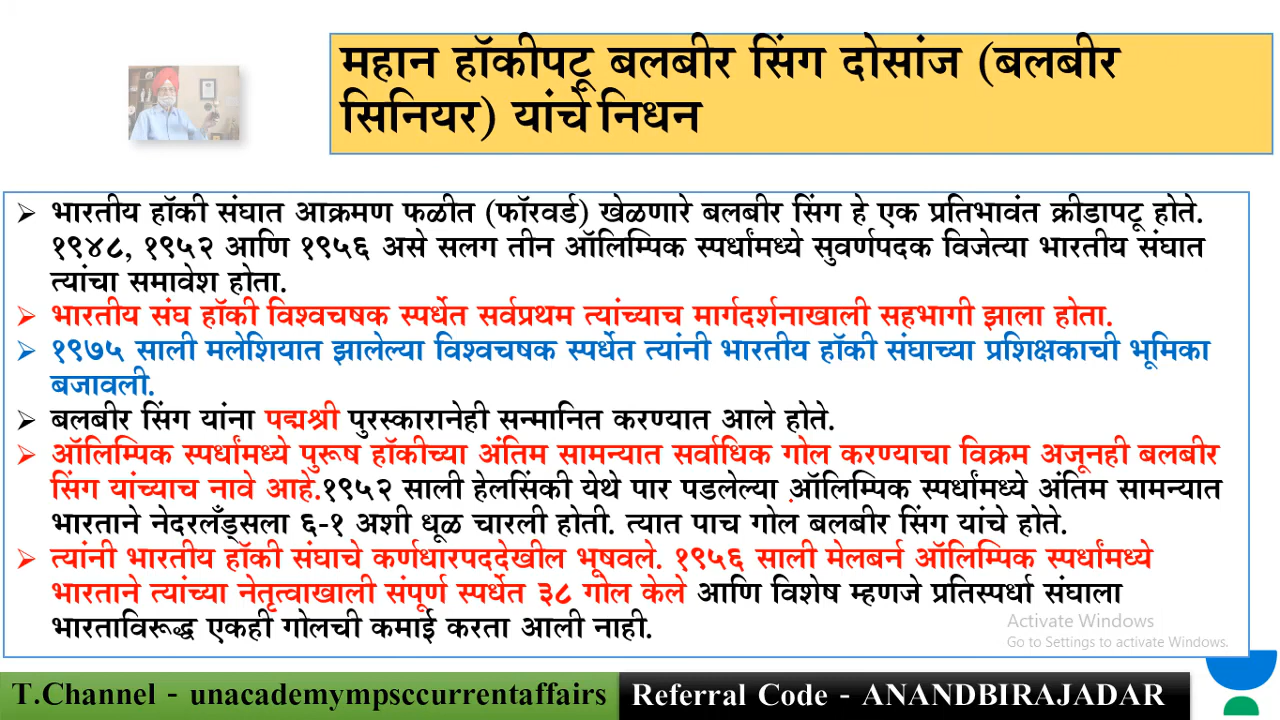 महान हॉकीपटू बलबीर सिंग दोसांज (बलबीर
सिनियर) यांचे निधन
➢ भारतीय हॉकी संघात आक्रमण फळीत (फॉरवर्ड) खेळणारे बलबीर सिंग हे एक प्रतिभावंत क्रीडापटू होते.
१९४८, १९५२ आणि १९५६ असे सलग तीन ऑलिम्पिक स्पर्धांमध्ये सुवर्णपदक विजेत्या भारतीय संघात
त्यांचा समावेश होता.
➢ भारतीय संघ हॉकी विश्वचषक स्पर्धेत सर्वप्रथम त्यांच्याच मार्गदर्शनाखाली सहभागी झाला होता.
➢ १९७५ साली मलेशियात झालेल्या विश्वचषक स्पर्धेत त्यांनी भारतीय हॉकी संघाच्या प्रशिक्षकाची भूमिका
बजावली.
➢ बलबीर सिंग यांना पद्मश्री पुरस्कारानेही सन्मानित करण्यात आले होते.
➢ ऑलिम्पिक स्पर्धांमध्ये पुरूष हॉकीच्या अंतिम सामन्यात सर्वाधिक गोल करण्याचा विक्रम अजूनही बलबीर
सिंग यांच्याच नावे आहे.१९५२ साली हेलसिंकी येथे पार पडलेल्या ऑलिम्पिक स्पर्धांमध्ये अंतिम सामन्यात
भारताने नेदरलँड्सला ६-१ अशी धूळ चारली होती. त्यात पाच गोल बलबीर सिंग यांचे होते.
➢ त्यांनी भारतीय हॉकी संघाचे कर्णधारपददेखील भूषवले. १९५६ साली मेलबर्न ऑलिम्पिक स्पर्धांमध्ये
भारताने त्यांच्या नेतृत्वाखाली संपूर्ण स्पर्धेत ३८ गोल केले आणि विशेष म्हणजे प्रतिस्पर्धा संघाला
भारताविरूद्ध एकही गोलची कमाई करता आली नाही.
Activate Windows
Go to Settings to activate Windows.
T.Channel - unacademympsccurrentaffairs
Referral Code - ANANDBIRAJADAR